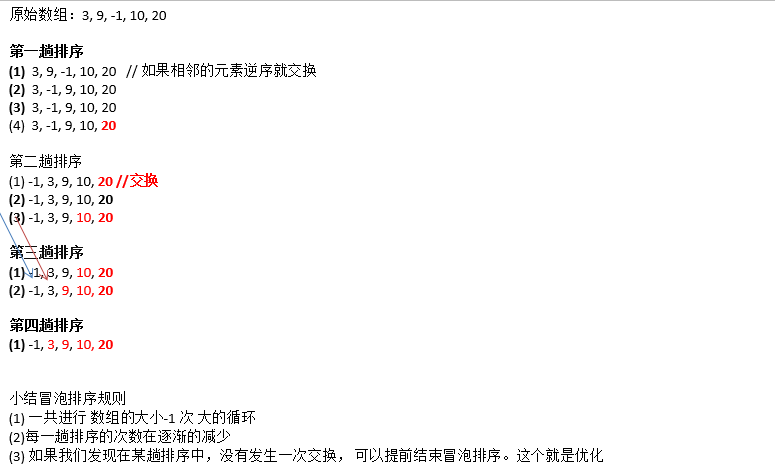 原始数组：3, 9, -1, 10, 20
第一趟排序
(1) 3, 9, -1, 10, 20 // 如果相邻的元素逆序就交换
(2) 3, -1, 9, 10, 20
(3) 3, -1, 9, 10, 20
(4) 3, -1, 9, 10, 20
第二趟排序
(1) -1, 3, 9, 10, 20 //交换
(2) -1, 3, 9, 10, 20
(3) -1, 3, 9, 10, 20
第三趟排序
(1) -1, 3, 9, 10, 20
(2) -1, 3, 9, 10, 20
第四趟排序
(1) -1, 3, 9, 10, 20
小结冒泡排序规则
(1) 一共进行 数组的大小-1 次 大的循环
(2)每一趟排序的次数在逐渐的减少
(3) 如果我们发现在某趟排序中，没有发生一次交换， 可以提前结束冒泡排序。这个就是优化